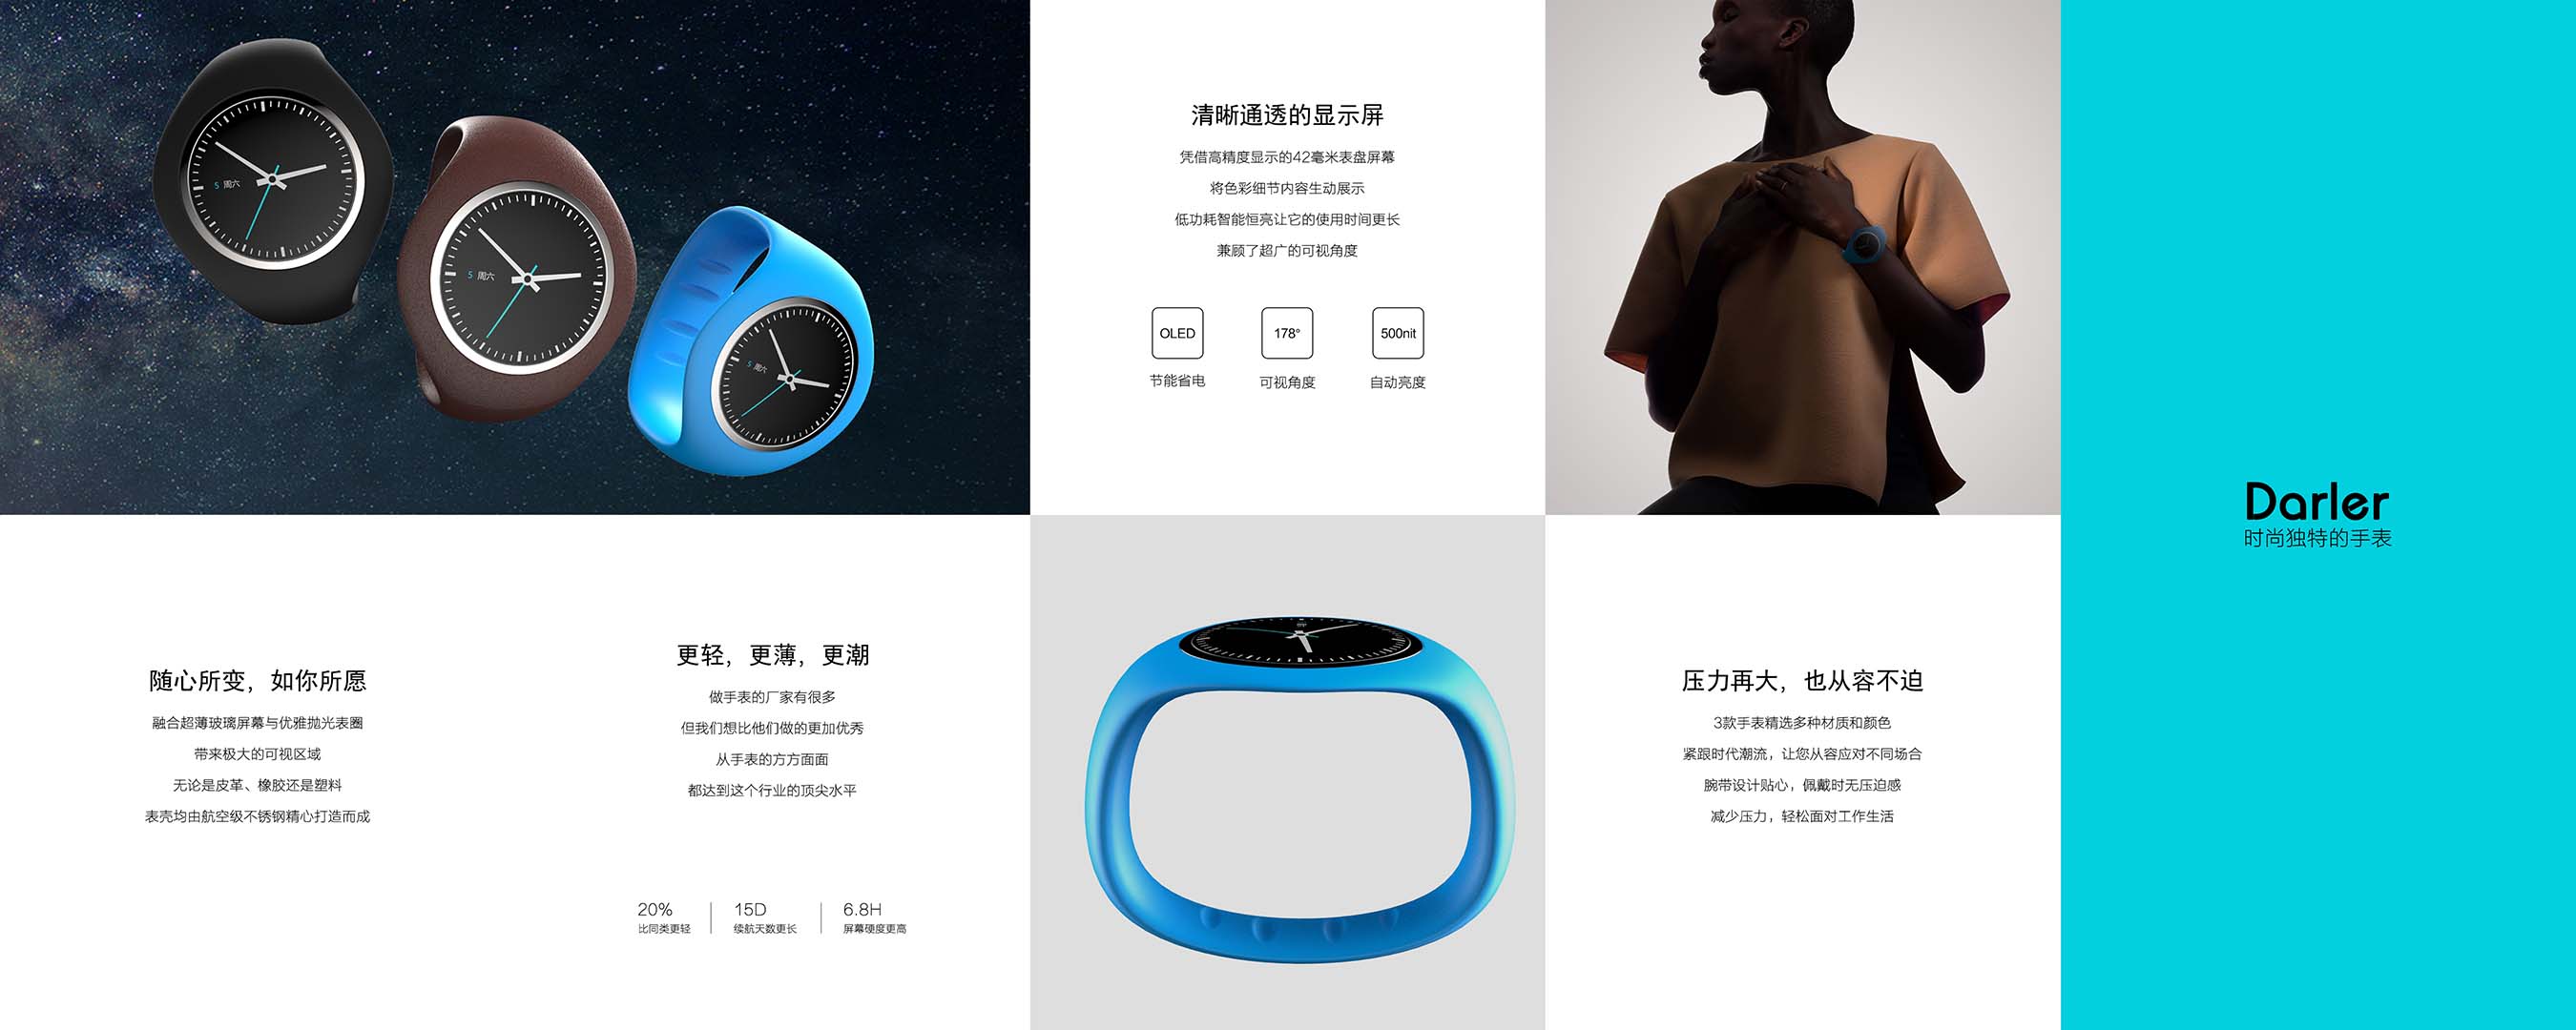 5 周六
5 周六
5 周六
清晰通透的显示屏
凭借高精度显示的42毫米表盘屏幕
将色彩细节内容生动展示
低功耗智能恒亮让它的使用时间更长
兼顾了超广的可视角度
OLED
178°
500nit
节能省电
可视角度
自动亮度
随心所变，如你所愿
融合超薄玻璃屏幕与优雅抛光表圈
带来极大的可视区域
无论是皮革、橡胶还是塑料
表壳均由航空级不锈钢精心打造而成
更轻，更薄，更潮
做手表的厂家有很多
但我们想比他们做的更加优秀
从手表的方方面面
都达到这个行业的顶尖水平
20%
比同类更轻
15D
续航天数更长
6.8H
屏幕硬度更高
压力再大，也从容不迫
3款手表精选多种材质和颜色
紧跟时代潮流，让您从容应对不同场合
腕带设计贴心，佩戴时无压迫感
减少压力，轻松面对工作生活
Darler
时尚独特的手表